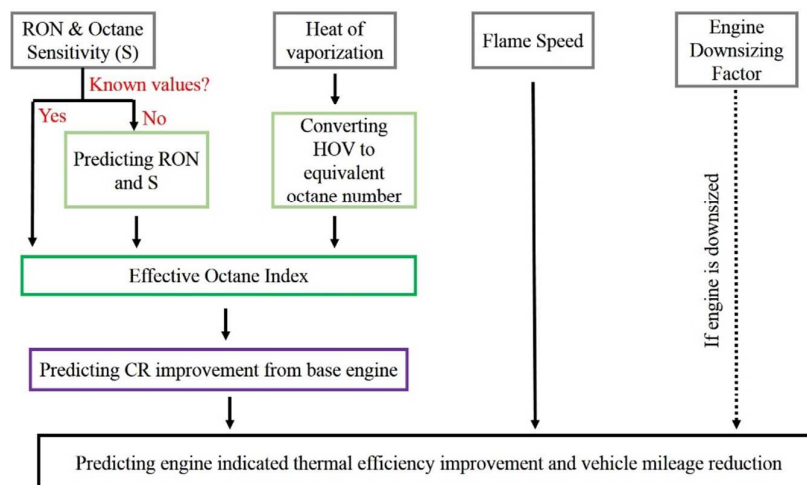 RON & Octane
Sensitivity (S)
Heat of
vaporization
Flame Speed
Engine
Downsizing
Factor
Known values?
Yes
No
Predicting RON
and S
Converting
HOV to
equivalent
octane number
If engine is downsized
Effective Octane Index
Predicting CR improvement from base engine
Predicting engine indicated thermal efficiency improvement and vehicle mileage reduction